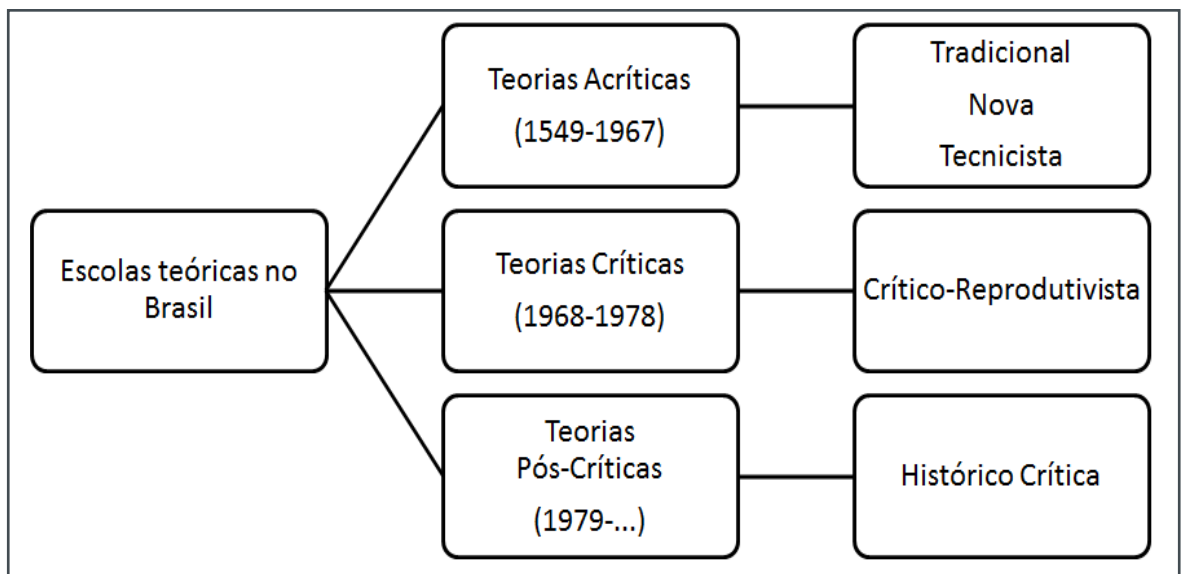 Escolas teóricas no
Brasil
Teorias Acríticas
(1549-1967)
Tradicional
Nova
Tecnicista
Teorias Críticas
(1968-1978)
Crítico-Reprodutivista
Teorias
Pós-Críticas
(1979-...)
Histórico Crítica